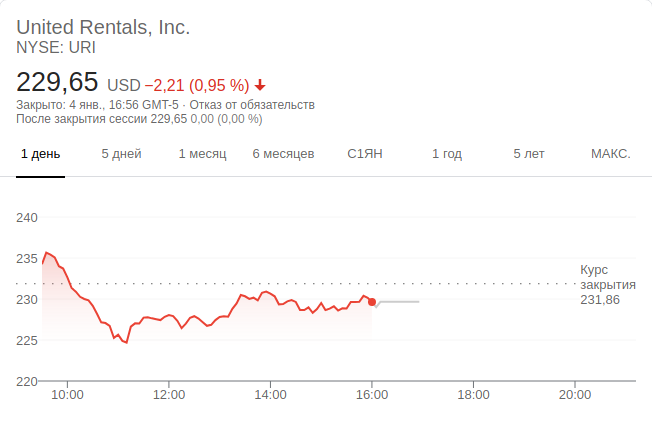 United Rentals, Inc.
NYSE: URI
229,65 USD −2,21 (0,95 %)
Закрыто: 4 янв., 16:56 GMT-5 · Отказ от обязательств
После закрытия сессии 229,65 0,00 (0,00 %)
1 день 5 дней 1 месяц 6 месяцев С1ЯН 1 год 5 лет МАКС.
240
235
Курс
закрытия
231,86
230
225
220
10:00 12:00 14:00 16:00 18:00 20:00